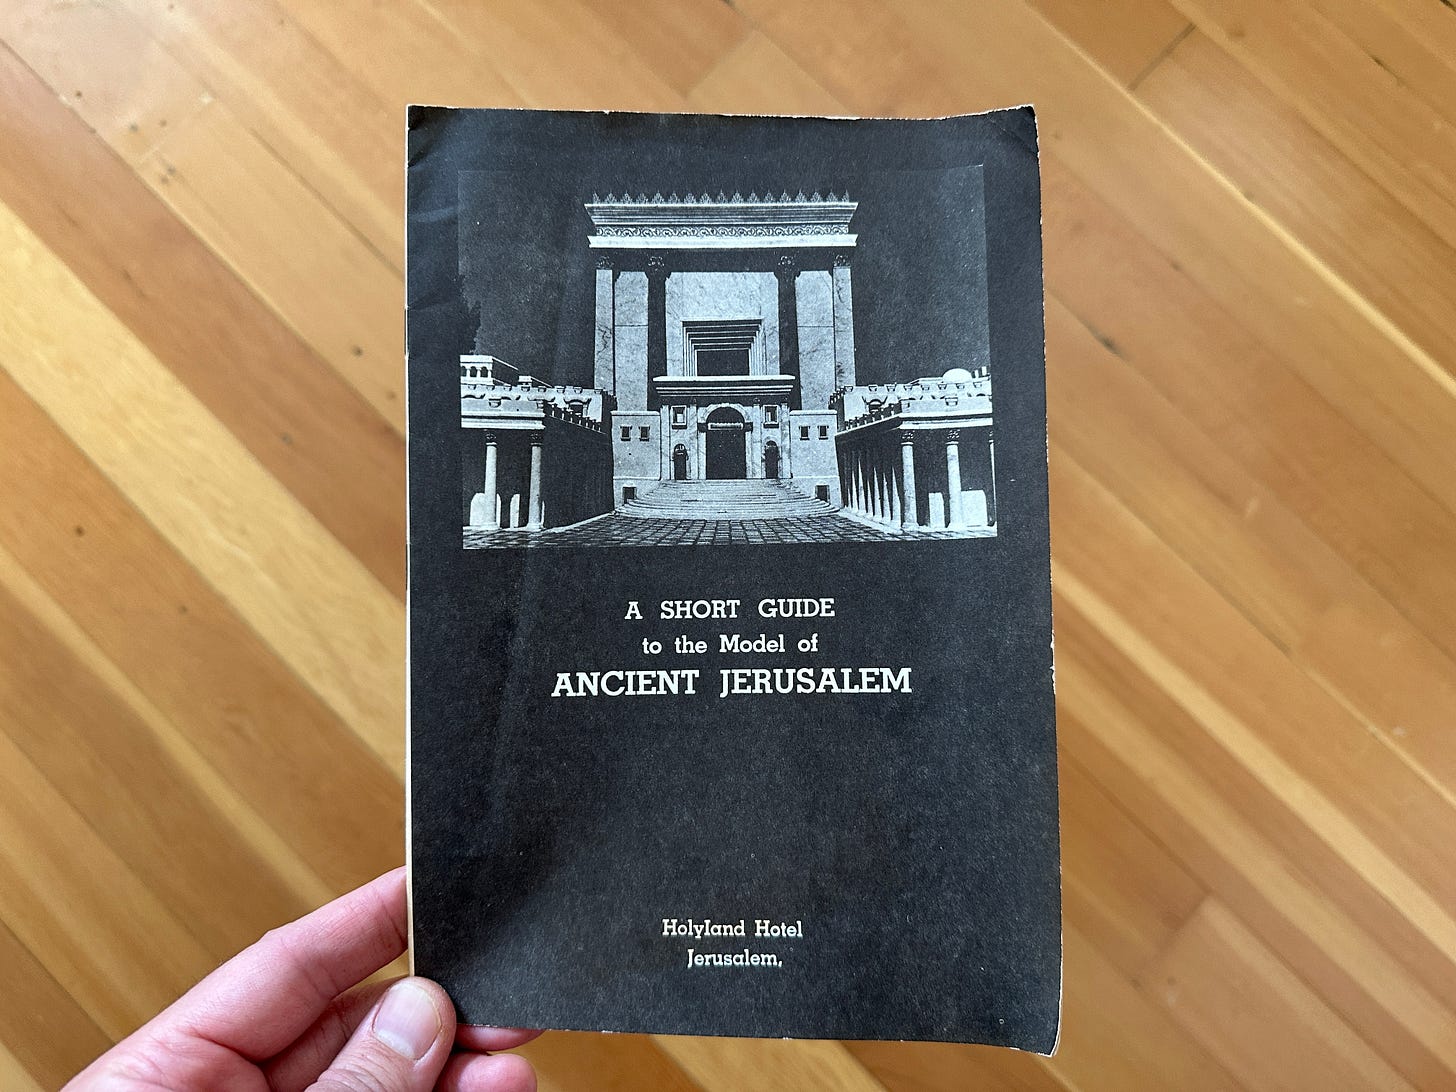 A SHORT GUIDE
to the Model of
ANCIENT JERUSALEM
Holyland Hotel
Jerusalem,